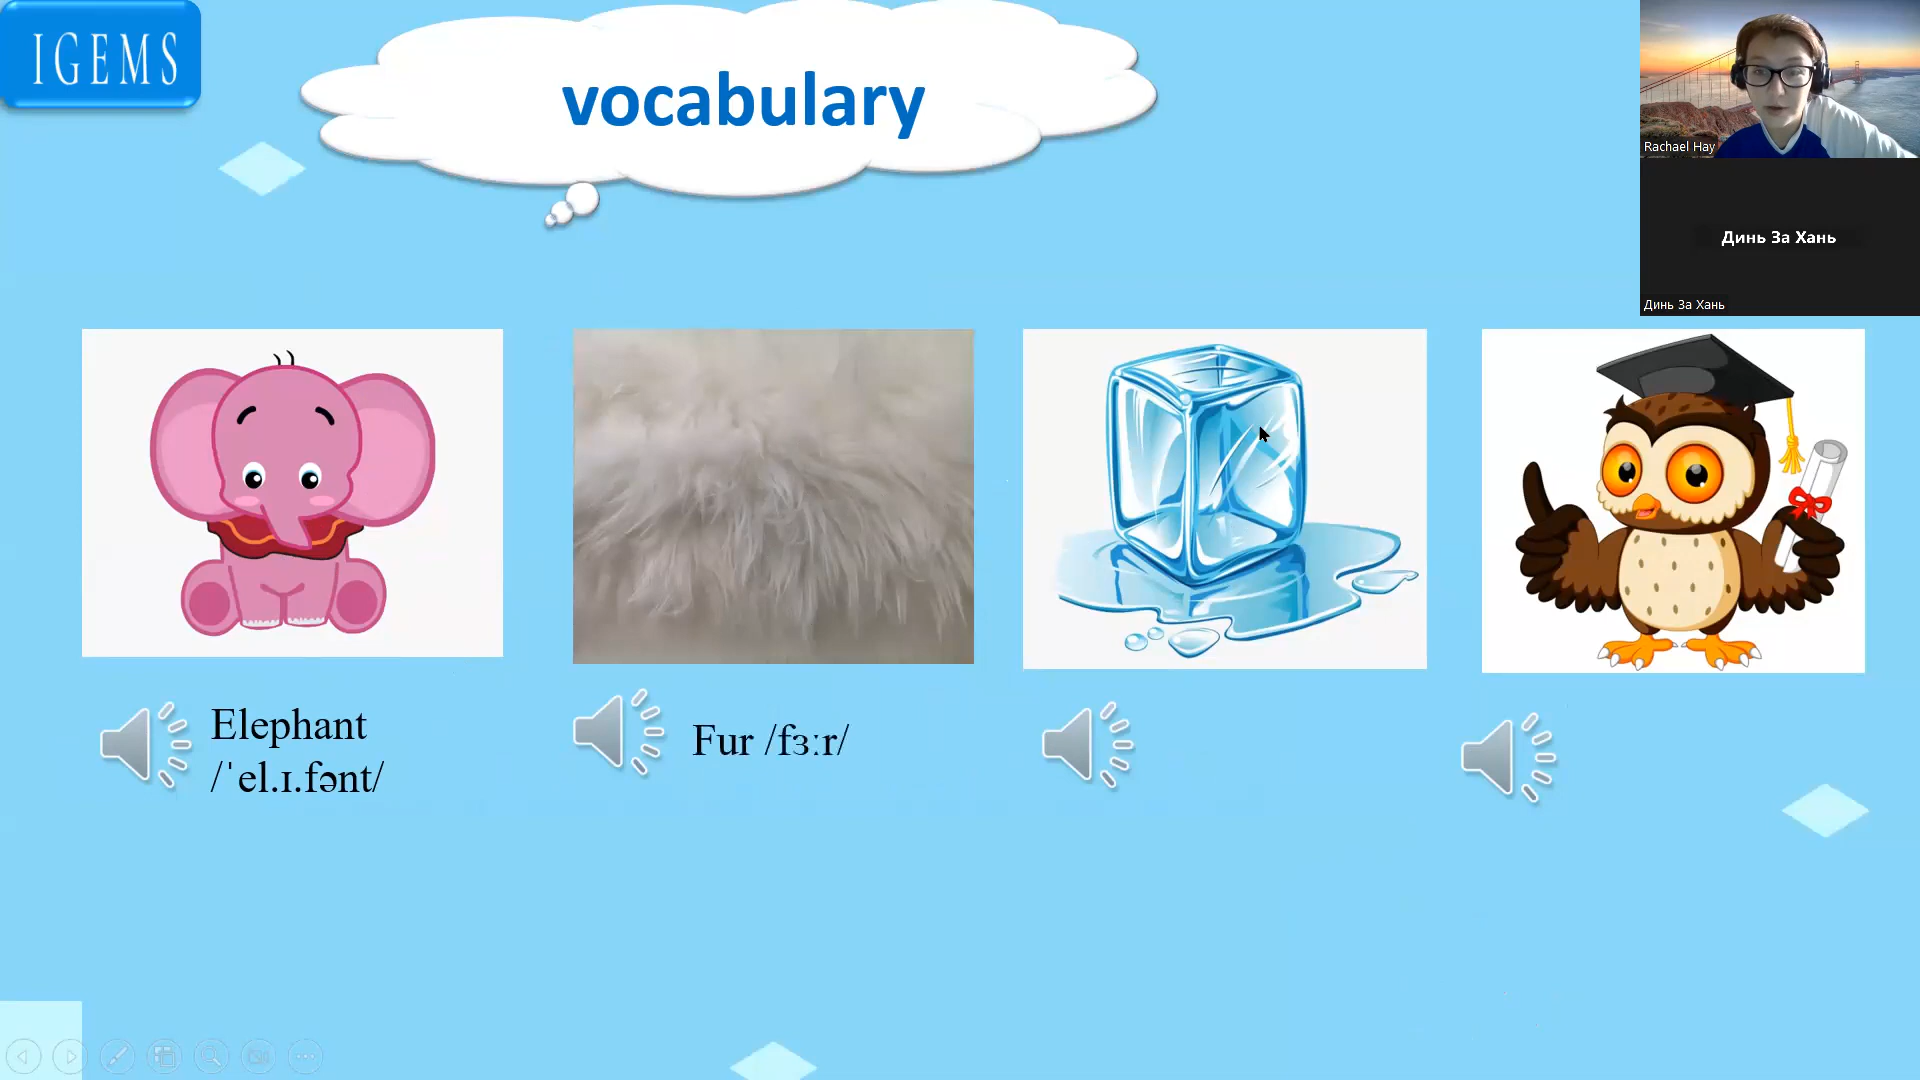 IGEMS
vocabulary
Rachael Hay
Динь За Хань
Динь За Хань
Elephant
/ˈel.ɪ.fənt/
Fur /fɜːr/